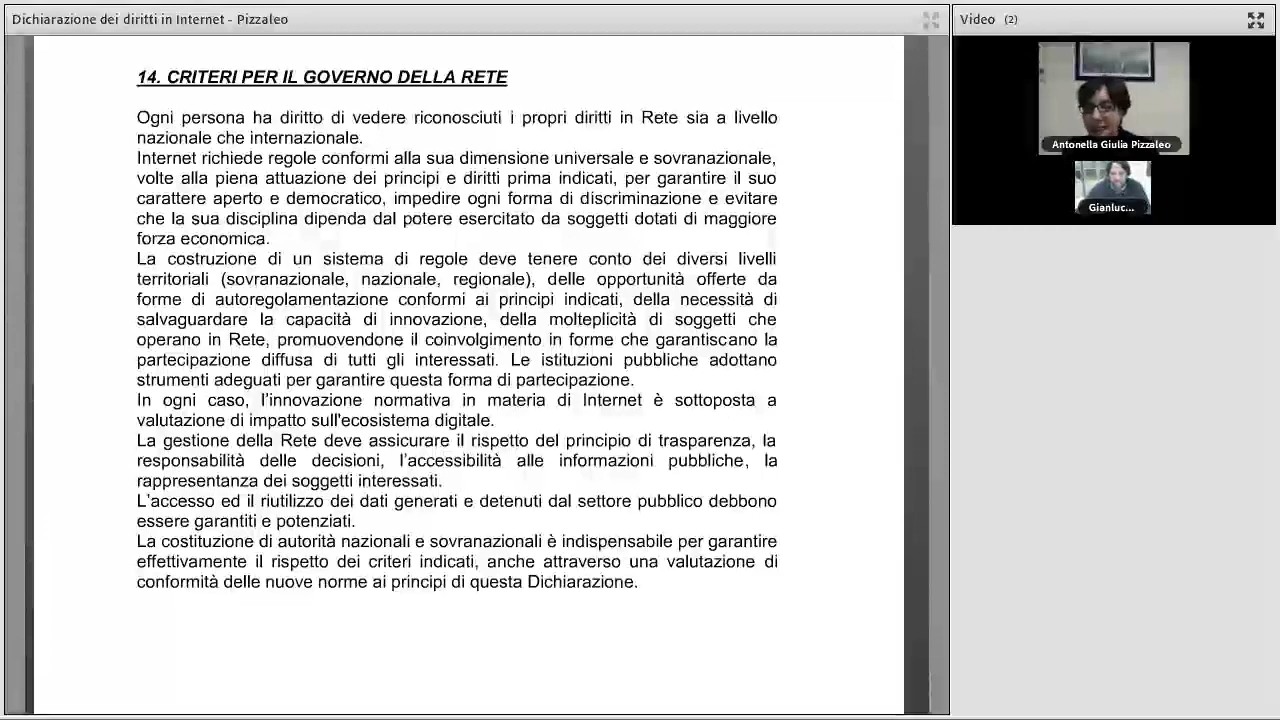 Dichiarazione dei diritti in Internet - Pizzaleo
Video (2)
Antonella Giulia Pizzaleo
Gianluc...
14. CRITERI PER IL GOVERNO DELLA RETE
Ogni persona ha diritto di vedere riconosciuti i propri diritti in Rete sia a livello
nazionale che internazionale.
Internet richiede regole conformi alla sua dimensione universale e sovranazionale,
volte alla piena attuazione dei principi e diritti prima indicati, per garantire il suo
carattere aperto e democratico, impedire ogni forma di discriminazione e evitare
che la sua disciplina dipenda dal potere esercitato da soggetti dotati di maggiore
forza economica.
La costruzione di un sistema di regole deve tenere conto dei diversi livelli
territoriali (sovranazionale, nazionale, regionale), delle opportunità offerte da
forme di autoregolamentazione conformi ai principi indicati, della necessità di
salvaguardare la capacità di innovazione, della molteplicità di soggetti che
operano in Rete, promuovendone il coinvolgimento in forme che garantiscano la
partecipazione diffusa di tutti gli interessati. Le istituzioni pubbliche adottano
strumenti adeguati per garantire questa forma di partecipazione.
In ogni caso, l’innovazione normativa in materia di Internet è sottoposta a
valutazione di impatto sull'ecosistema digitale.
La gestione della Rete deve assicurare il rispetto del principio di trasparenza, la
responsabilità delle decisioni, l’accessibilità alle informazioni pubbliche, la
rappresentanza dei soggetti interessati.
L’accesso ed il riutilizzo dei dati generati e detenuti dal settore pubblico debbono
essere garantiti e potenziati.
La costituzione di autorità nazionali e sovranazionali è indispensabile per garantire
effettivamente il rispetto dei criteri indicati, anche attraverso una valutazione di
conformità delle nuove norme ai principi di questa Dichiarazione.